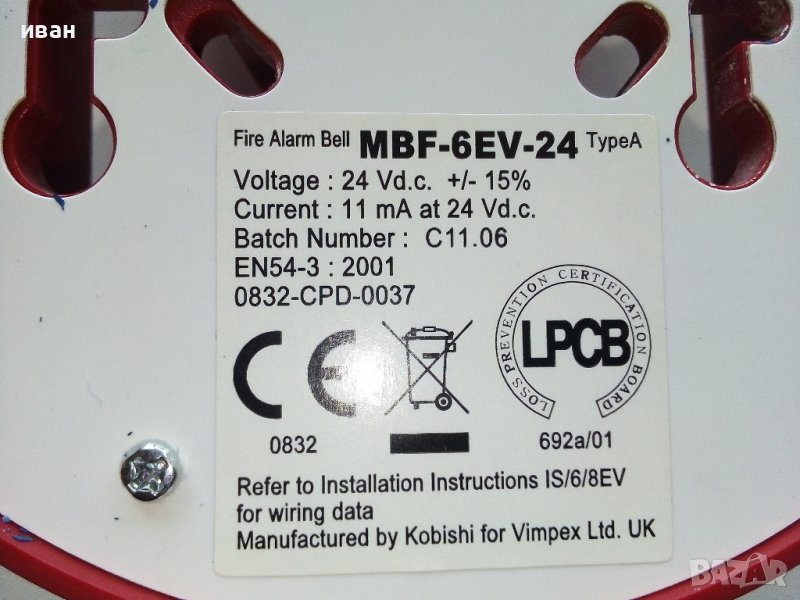 иван
Fire Alarm Bell MBF-6EV-24 TypeA
Voltage : 24 Vd.c. +/- 15%
Current : 11 mA at 24 Vd.c.
Batch Number : C11.06
EN54-3 : 2001
0832-CPD-0037
CE
0832
LOSS PREVENTION CERTIFICATION BOARD
LPCB
692a/01
Refer to Installation Instructions IS/6/8EV
for wiring data
Manufactured by Kobishi for Vimpex Ltd. UK
BAZAR